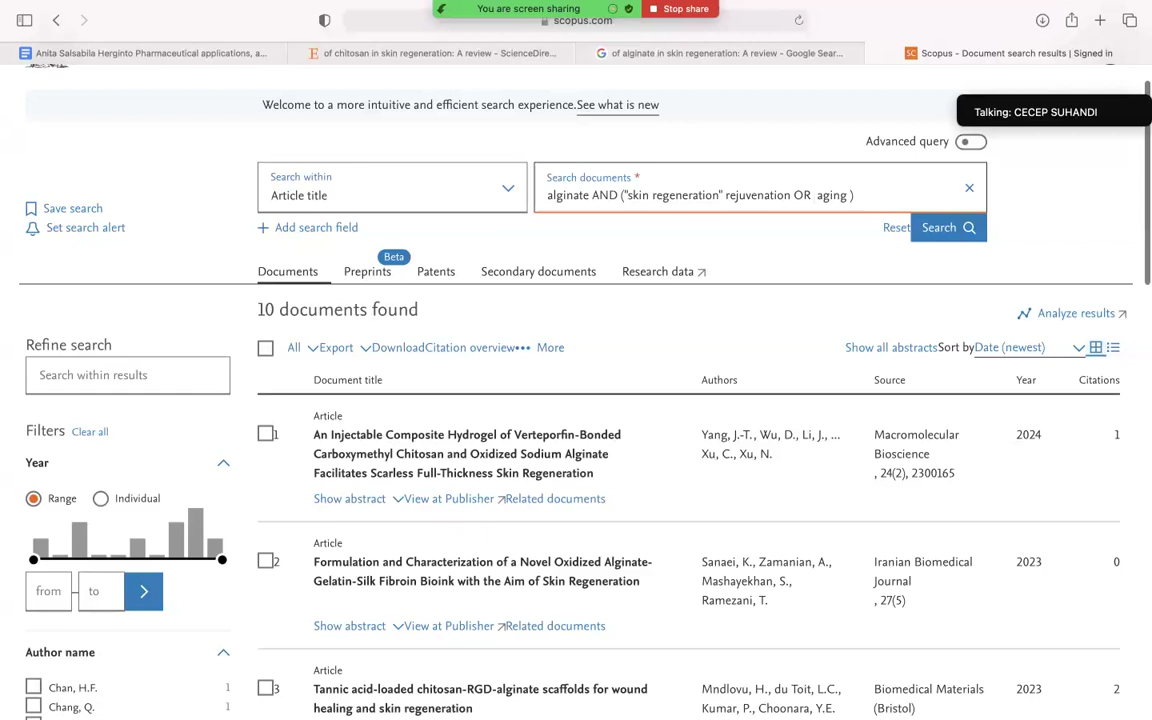 You are screen sharing
Stop share
scopus.com
Anita Salsabila Herginto Pharmaceutical applications, a...
E of chitosan in skin regeneration: A review - ScienceDire...
G of alginate in skin regeneration: A review - Google Sear...
SC Scopus - Document search results | Signed in
Welcome to a more intuitive and efficient search experience.See what is new
Talking: CECEP SUHANDI
Advanced query
Search within
Article title
Search documents *
alginate AND ("skin regeneration" rejuvenation OR aging )
Save search
Set search alert
Add search field
Reset
Search
Beta
Documents Preprints Patents Secondary documents Research data
10 documents found
Analyze results
Refine search
Search within results
All Export DownloadCitation overview••• More
Show all abstractsSort byDate (newest)
Document title Authors Source Year Citations
Filters Clear all
Year
Range Individual
from – to
Author name
Chan, H.F. 1
Chang, Q. 1
Article
1 An Injectable Composite Hydrogel of Verteporfin-Bonded
Carboxymethyl Chitosan and Oxidized Sodium Alginate
Facilitates Scarless Full-Thickness Skin Regeneration
Yang, J.-T., Wu, D., Li, J., ...
Xu, C., Xu, N.
Macromolecular
Bioscience
, 24(2), 2300165
2024 1
Show abstract View at Publisher Related documents
Article
2 Formulation and Characterization of a Novel Oxidized Alginate-
Gelatin-Silk Fibroin Bioink with the Aim of Skin Regeneration
Sanaei, K., Zamanian, A.,
Mashayekhan, S.,
Ramezani, T.
Iranian Biomedical
Journal
, 27(5)
2023 0
Show abstract View at Publisher Related documents
Article
3 Tannic acid-loaded chitosan-RGD-alginate scaffolds for wound
healing and skin regeneration
Mndlovu, H., du Toit, L.C.,
Kumar, P., Choonara, Y.E.
Biomedical Materials
(Bristol)
2023 2